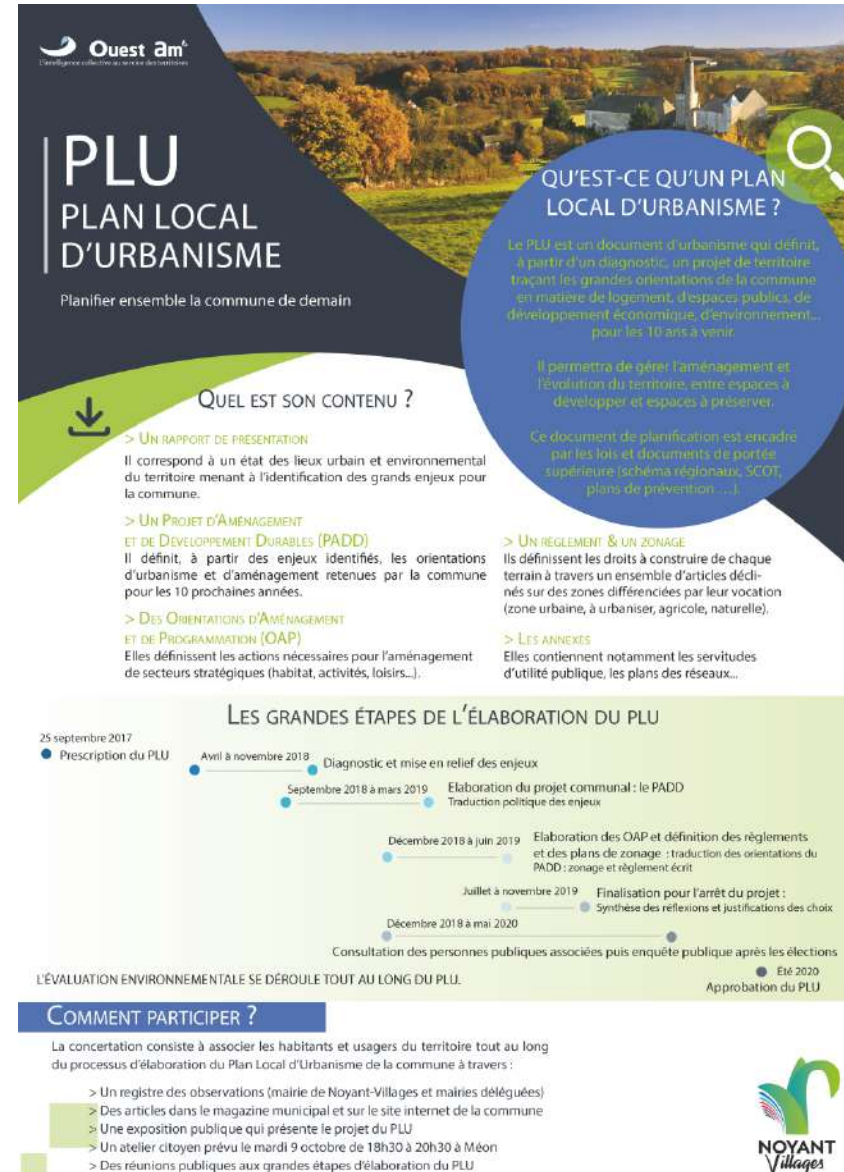 Ouest am'
L'intelligence collective au service des territoires
PLU
PLAN LOCAL
D'URBANISME
Planifier ensemble la commune de demain
QU'EST-CE QU'UN PLAN
LOCAL D'URBANISME ?
Le PLU est un document d'urbanisme qui définit,
à partir d'un diagnostic, un projet de territoire
traçant les grandes orientations de la commune
en matière de logement, d'espaces publics, de
développement économique, d'environnement...
pour les 10 ans à venir.
Il permettra de gérer l'aménagement et
l'évolution du territoire, entre espaces à
développer et espaces à préserver.
Ce document de planification est encadré
par les lois et documents de portée
supérieure (schéma régionaux, SCOT,
plans de prévention ...).
QUEL EST SON CONTENU ?
> UN RAPPORT DE PRÉSENTATION
Il correspond à un état des lieux urbain et environnemental
du territoire menant à l'identification des grands enjeux pour
la commune.
> UN PROJET D'AMÉNAGEMENT
ET DE DÉVELOPPEMENT DURABLES (PADD)
Il définit, à partir des enjeux identifiés, les orientations
d'urbanisme et d'aménagement retenues par la commune
pour les 10 prochaines années.
> DES ORIENTATIONS D'AMÉNAGEMENT
ET DE PROGRAMMATION (OAP)
Elles définissent les actions nécessaires pour l'aménagement
de secteurs stratégiques (habitat, activités, loisirs...).
> UN RÈGLEMENT & UN ZONAGE
Ils définissent les droits à construire de chaque
terrain à travers un ensemble d'articles décli-
nés sur des zones différenciées par leur vocation
(zone urbaine, à urbaniser, agricole, naturelle).
> LES ANNEXES
Elles contiennent notamment les servitudes
d'utilité publique, les plans des réseaux...
LES GRANDES ÉTAPES DE L'ÉLABORATION DU PLU
25 septembre 2017
Prescription du PLU
Avril à novembre 2018
Diagnostic et mise en relief des enjeux
Septembre 2018 à mars 2019
Elaboration du projet communal : le PADD
Traduction politique des enjeux
Décembre 2018 à juin 2019
Elaboration des OAP et définition des règlements
et des plans de zonage : traduction des orientations du
PADD : zonage et règlement écrit
Juillet à novembre 2019
Finalisation pour l'arrêt du projet :
Synthèse des réflexions et justifications des choix
Décembre 2018 à mai 2020
Consultation des personnes publiques associées puis enquête publique après les élections
L'ÉVALUATION ENVIRONNEMENTALE SE DÉROULE TOUT AU LONG DU PLU.
Été 2020
Approbation du PLU
COMMENT PARTICIPER ?
La concertation consiste à associer les habitants et usagers du territoire tout au long
du processus d'élaboration du Plan Local d'Urbanisme de la commune à travers :
> Un registre des observations (mairie de Noyant-Villages et mairies déléguées)
> Des articles dans le magazine municipal et sur le site internet de la commune
> Une exposition publique qui présente le projet du PLU
> Un atelier citoyen prévu le mardi 9 octobre de 18h30 à 20h30 à Méon
> Des réunions publiques aux grandes étapes d'élaboration du PLU
NOYANT
Villages